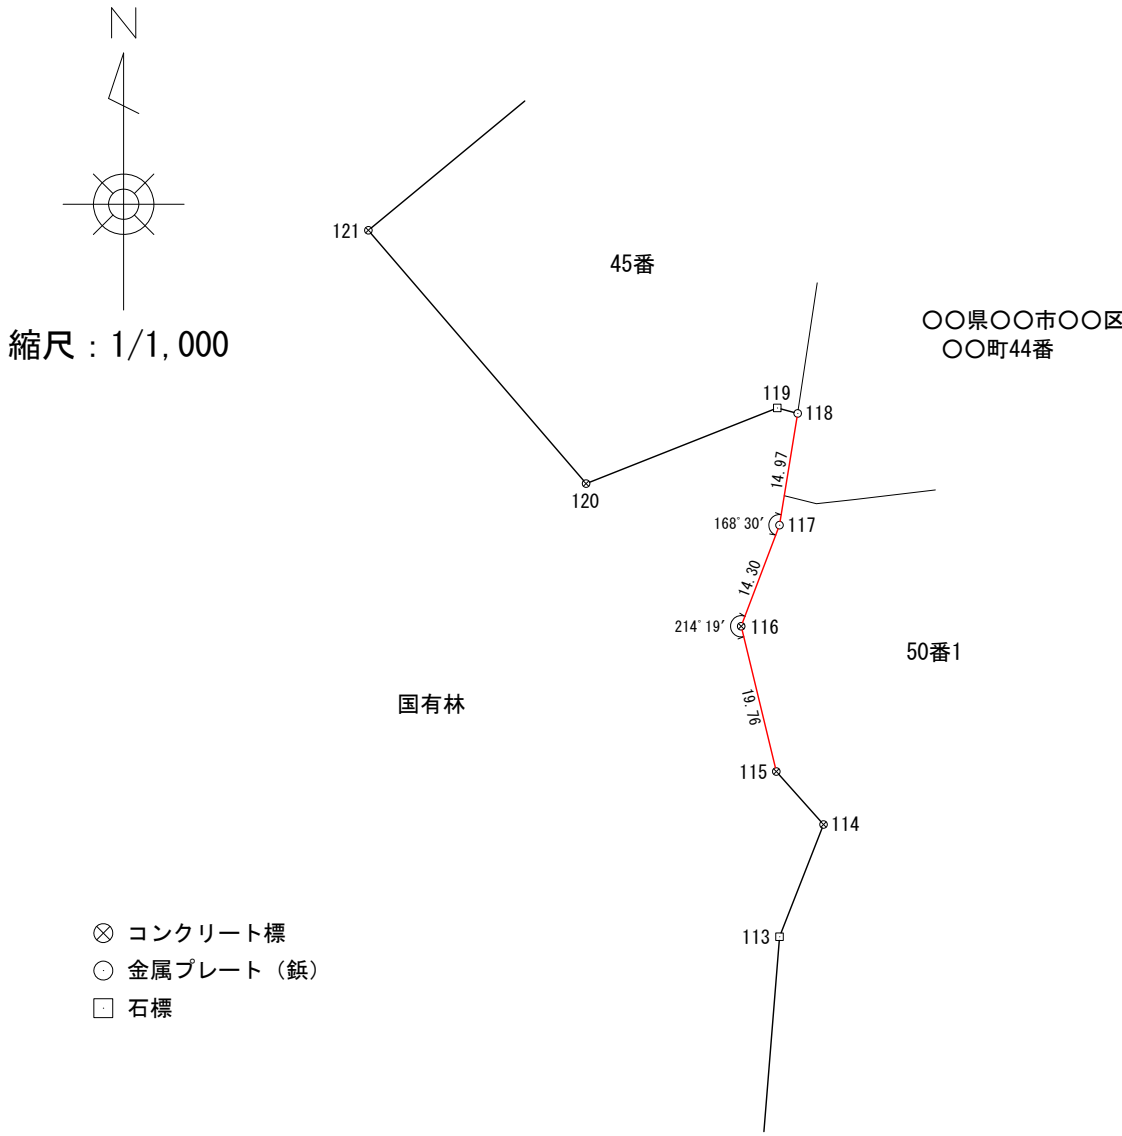 N
縮尺：1/1,000
121
45番
〇〇県〇〇市〇〇区
〇〇町44番
119
118
14.97
120
168°30′
117
14.30
214°19′
116
50番1
国有林
19.76
115
114
113
コンクリート標
金属プレート（鋲）
石標